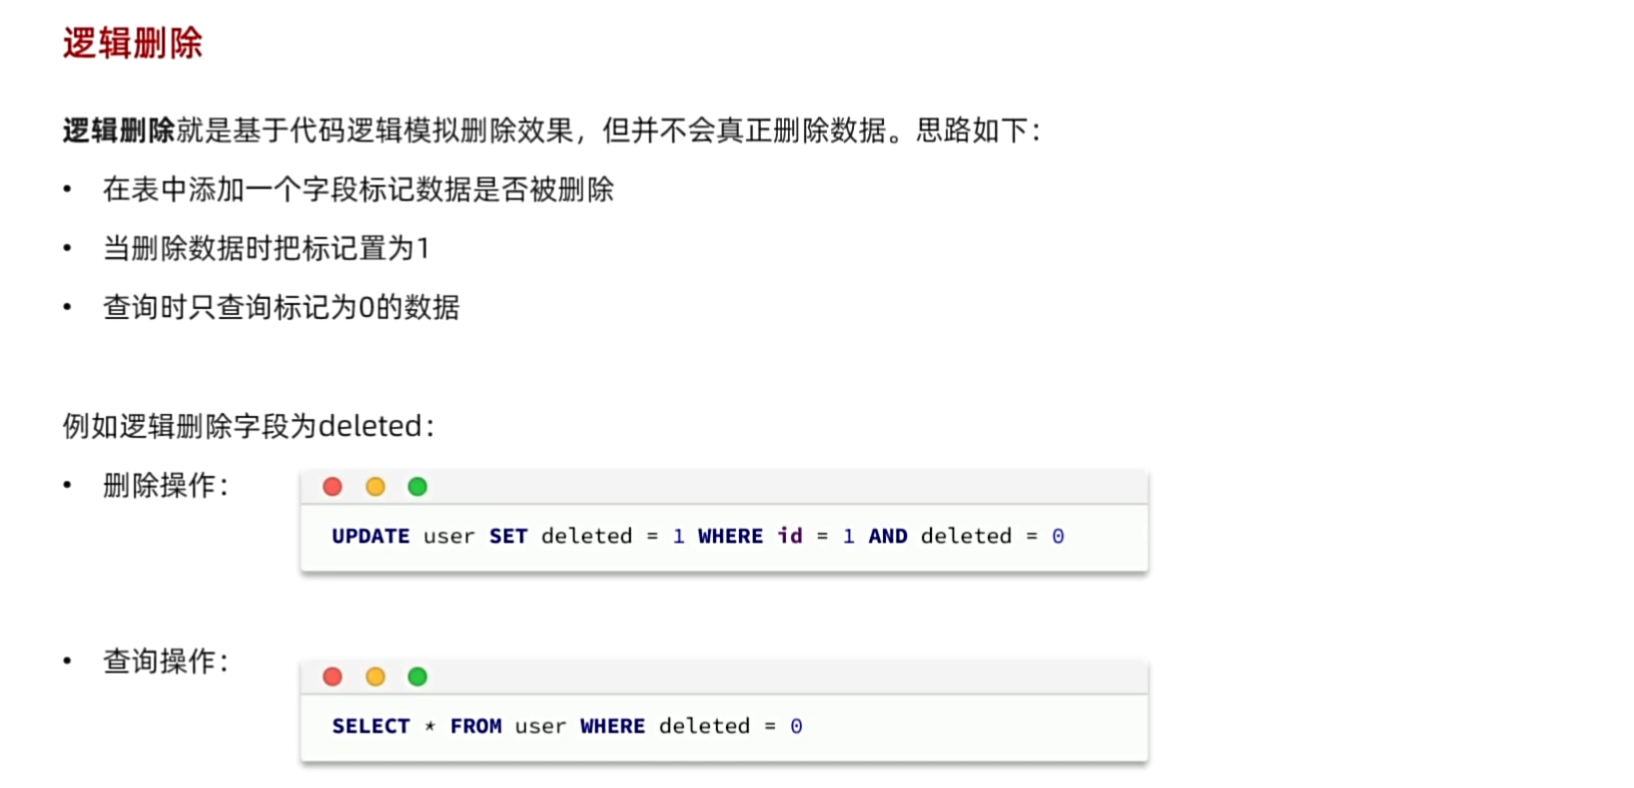 逻辑删除
逻辑删除就是基于代码逻辑模拟删除效果，但并不会真正删除数据。思路如下：
• 在表中添加一个字段标记数据是否被删除
• 当删除数据时把标记置为1
• 查询时只查询标记为0的数据
例如逻辑删除字段为deleted：
• 删除操作：
UPDATE user SET deleted = 1 WHERE id = 1 AND deleted = 0
• 查询操作：
SELECT * FROM user WHERE deleted = 0